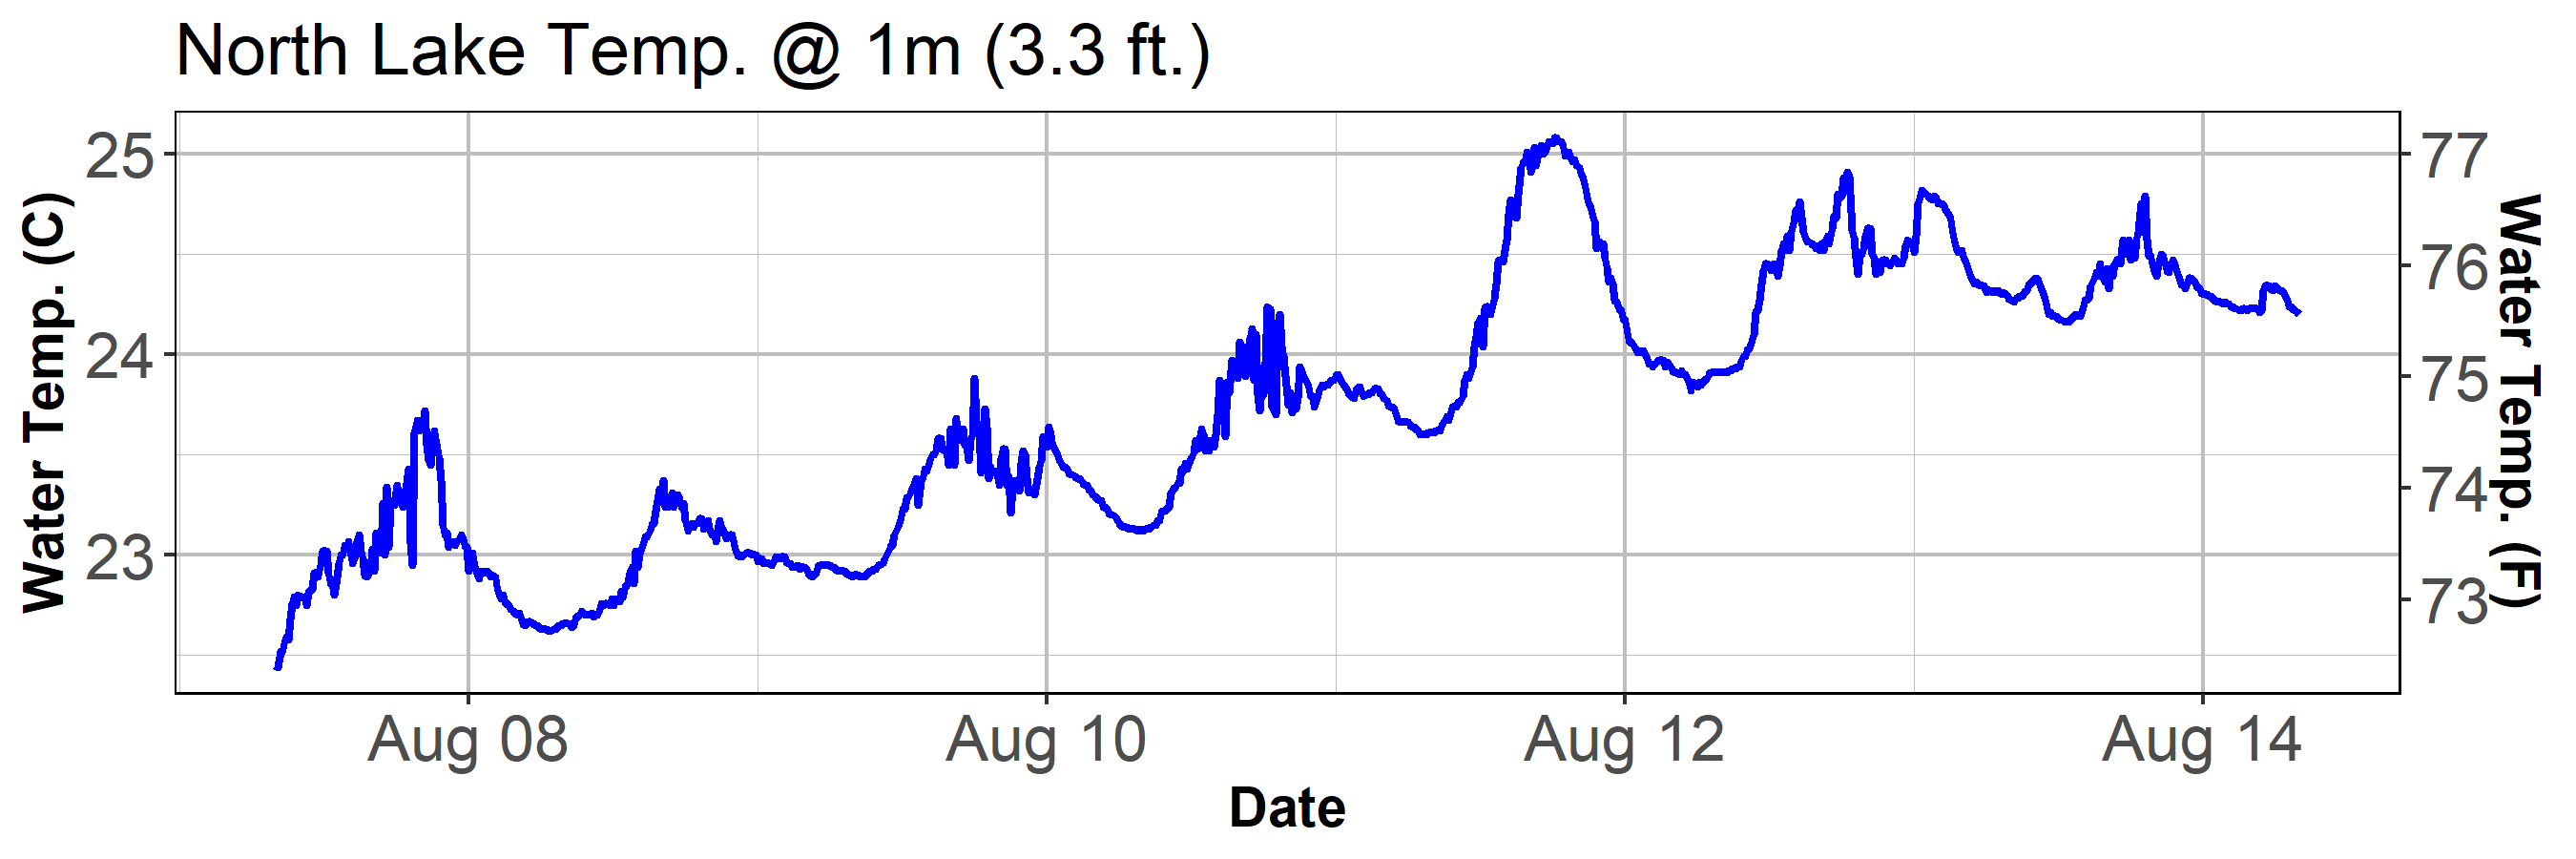 North Lake Temp. @ 1m (3.3 ft.)
Water Temp. (C)
25
24
23
77
76
75
74
73
Water Temp. (F)
Aug 08
Aug 10
Aug 12
Aug 14
Date